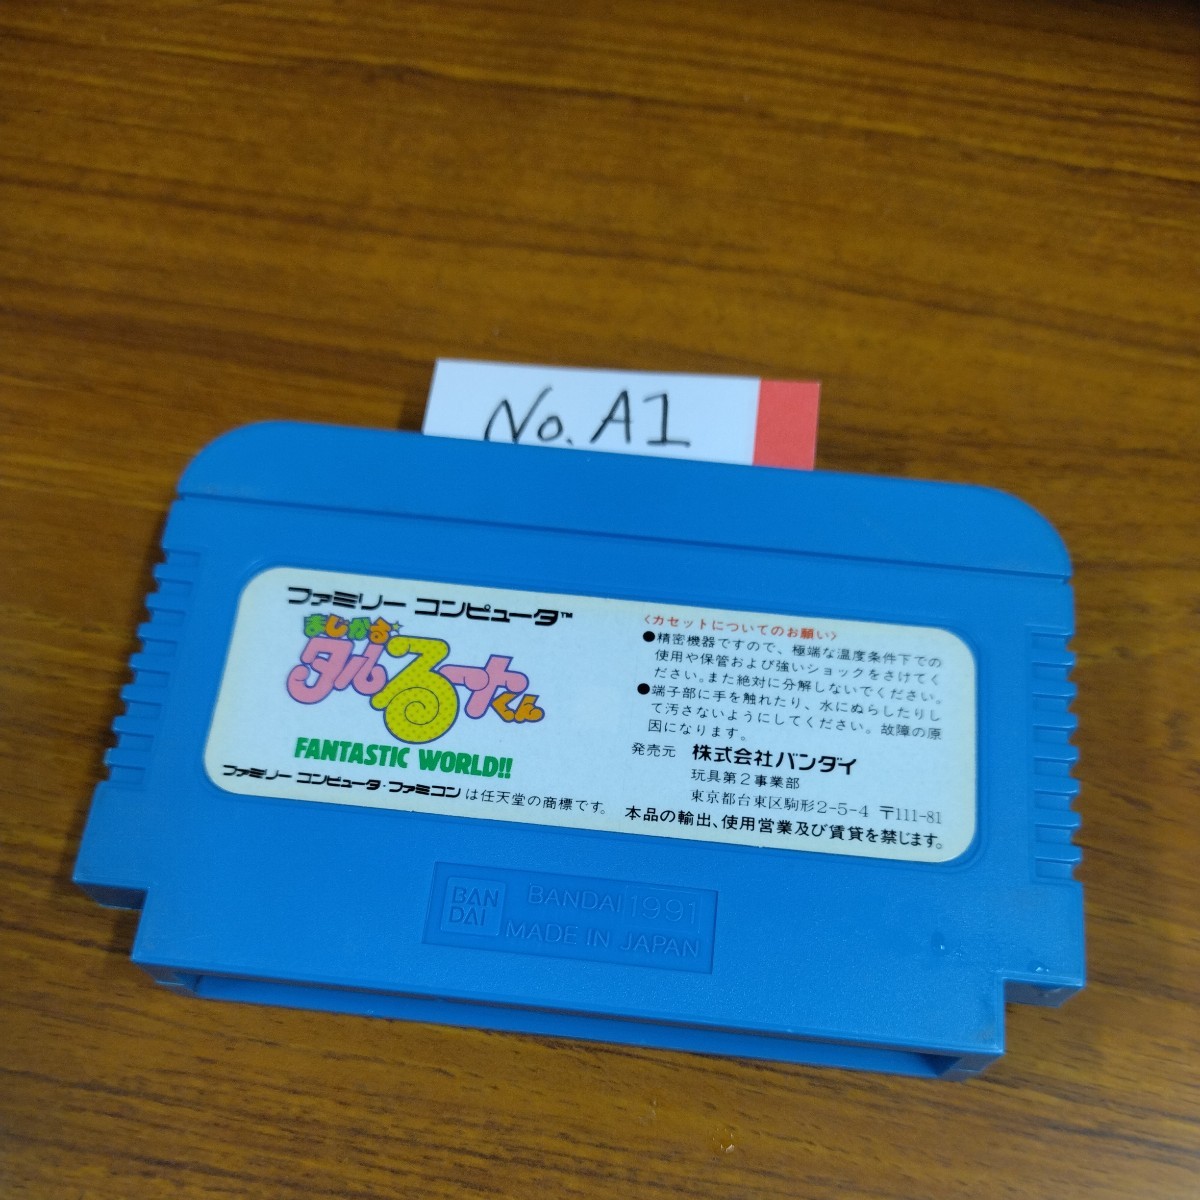 No. A1
ファミリー コンピュータ™
まじかる☆
タルるートくん
FANTASTIC WORLD!!
ファミリー コンピュータ・ファミコン は任天堂の商標です。
〈カセットについてのお願い〉
●精密機器ですので、極端な温度条件下での
使用や保管および強いショックをさけてく
ださい。また絶対に分解しないでください。
●端子部に手を触れたり、水にぬらしたりし
て汚さないようにしてください。故障の原
因になります。
発売元 株式会社バンダイ
玩具第2事業部
東京都台東区駒形2-5-4 〒111-81
本品の輸出、使用営業及び賃貸を禁じます。
BAN
DAI
BANDAI 1991
MADE IN JAPAN